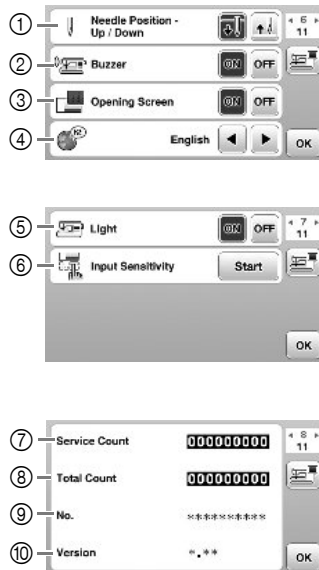 ① Needle Position - Up / Down 6 11
② Buzzer ON OFF
③ Opening Screen ON OFF
④ English OK
⑤ Light ON OFF 7 11
⑥ Input Sensitivity Start
OK
⑦ Service Count 000000000 8 11
⑧ Total Count 000000000
⑨ No. **********
⑩ Version *.** OK